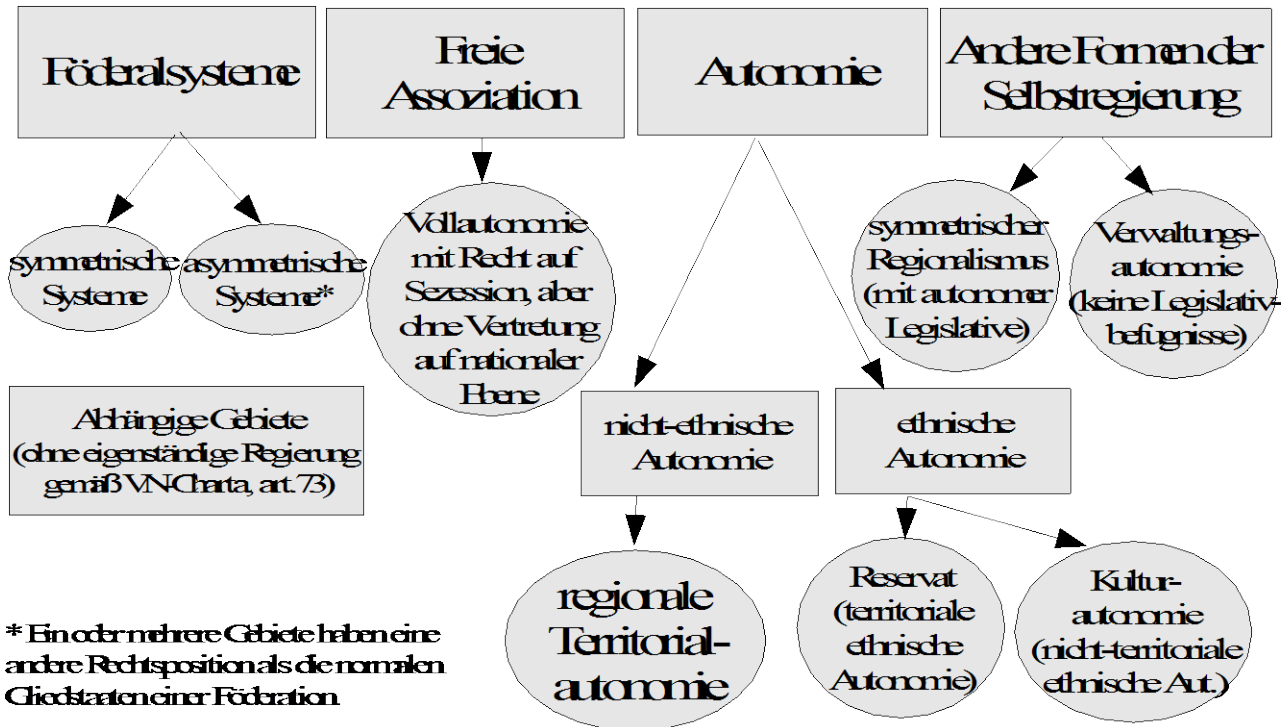 Föderalsysteme
Freie
Assoziation
Autonomie
Andere Formen der
Selbstregierung
symmetrische
Systeme
asymmetrische
Systeme*
Vollautonomie
mit Recht auf
Sezession, aber
ohne Vertretung
auf nationaler
Ebene
symmetrischer
Regionalismus
(mit autonomer
Legislative)
Verwaltungs-
autonomie
(keine Legislativ-
befugnisse)
Abhängige Gebiete
(ohne eigenständige Regierung
gemäß VN-Charta, art. 73)
nicht-ethnische
Autonomie
ethnische
Autonomie
regionale
Territorial-
autonomie
Reservat
(territoriale
ethnische
Autonomie)
Kultur-
autonomie
(nicht-territoriale
ethnische Aut.)
* Ein oder mehrere Gebiete haben eine
andere Rechtsposition als die normalen
Gliedstaaten einer Föderation